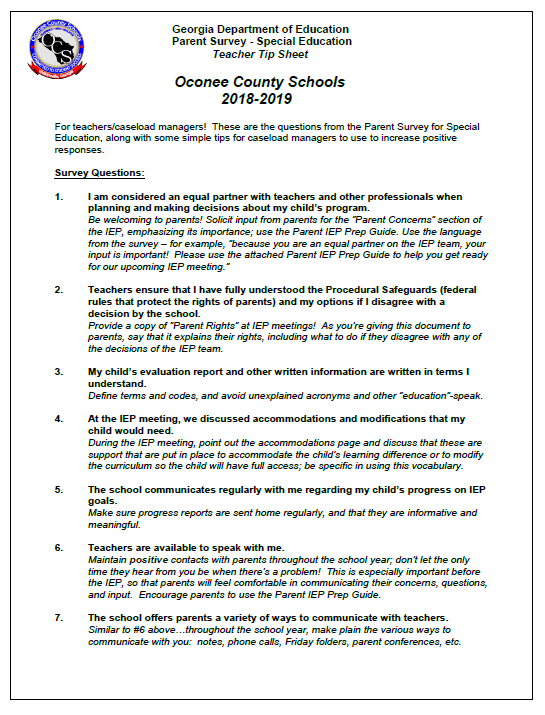 Georgia Department of Education
Parent Survey - Special Education
Teacher Tip Sheet
Oconee County Schools
2018-2019
For teachers/caseload managers!  These are the questions from the Parent Survey for Special
Education, along with some simple tips for caseload managers to use to increase positive
responses.
Survey Questions:
1. I am considered an equal partner with teachers and other professionals when
planning and making decisions about my child's program.
Be welcoming to parents! Solicit input from parents for the "Parent Concerns" section of
the IEP, emphasizing its importance; use the Parent IEP Prep Guide. Use the language
from the survey – for example, "because you are an equal partner on the IEP team, your
input is important!  Please use the attached Parent IEP Prep Guide to help you get ready
for our upcoming IEP meeting."
2. Teachers ensure that I have fully understood the Procedural Safeguards (federal
rules that protect the rights of parents) and my options if I disagree with a
decision by the school.
Provide a copy of "Parent Rights" at IEP meetings!  As you're giving this document to
parents, say that it explains their rights, including what to do if they disagree with any of
the decisions of the IEP team.
3. My child's evaluation report and other written information are written in terms I
understand.
Define terms and codes, and avoid unexplained acronyms and other "education"-speak.
4. At the IEP meeting, we discussed accommodations and modifications that my
child would need.
During the IEP meeting, point out the accommodations page and discuss that these are
support that are put in place to accommodate the child's learning difference or to modify
the curriculum so the child will have full access; be specific in using this vocabulary.
5. The school communicates regularly with me regarding my child's progress on IEP
goals.
Make sure progress reports are sent home regularly, and that they are informative and
meaningful.
6. Teachers are available to speak with me.
Maintain positive contacts with parents throughout the school year; don't let the only
time they hear from you be when there's a problem!  This is especially important before
the IEP, so that parents will feel comfortable in communicating their concerns, questions,
and input.  Encourage parents to use the Parent IEP Prep Guide.
7. The school offers parents a variety of ways to communicate with teachers.
Similar to #6 above…throughout the school year, make plain the various ways to
communicate with you:  notes, phone calls, Friday folders, parent conferences, etc.